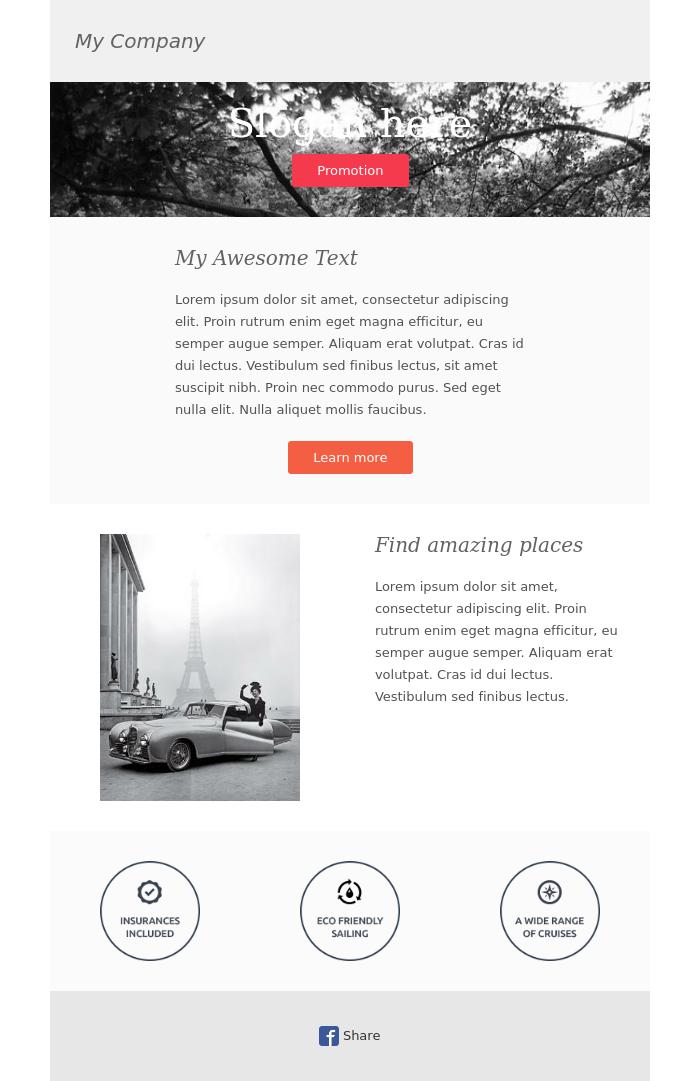 My Company
Slogan here
Promotion
My Awesome Text
Lorem ipsum dolor sit amet, consectetur adipiscing
elit. Proin rutrum enim eget magna efficitur, eu
semper augue semper. Aliquam erat volutpat. Cras id
dui lectus. Vestibulum sed finibus lectus, sit amet
suscipit nibh. Proin nec commodo purus. Sed eget
nulla elit. Nulla aliquet mollis faucibus.
Learn more
Find amazing places
Lorem ipsum dolor sit amet,
consectetur adipiscing elit. Proin
rutrum enim eget magna efficitur, eu
semper augue semper. Aliquam erat
volutpat. Cras id dui lectus.
Vestibulum sed finibus lectus.
INSURANCES
INCLUDED
ECO FRIENDLY
SAILING
A WIDE RANGE
OF CRUISES
Share